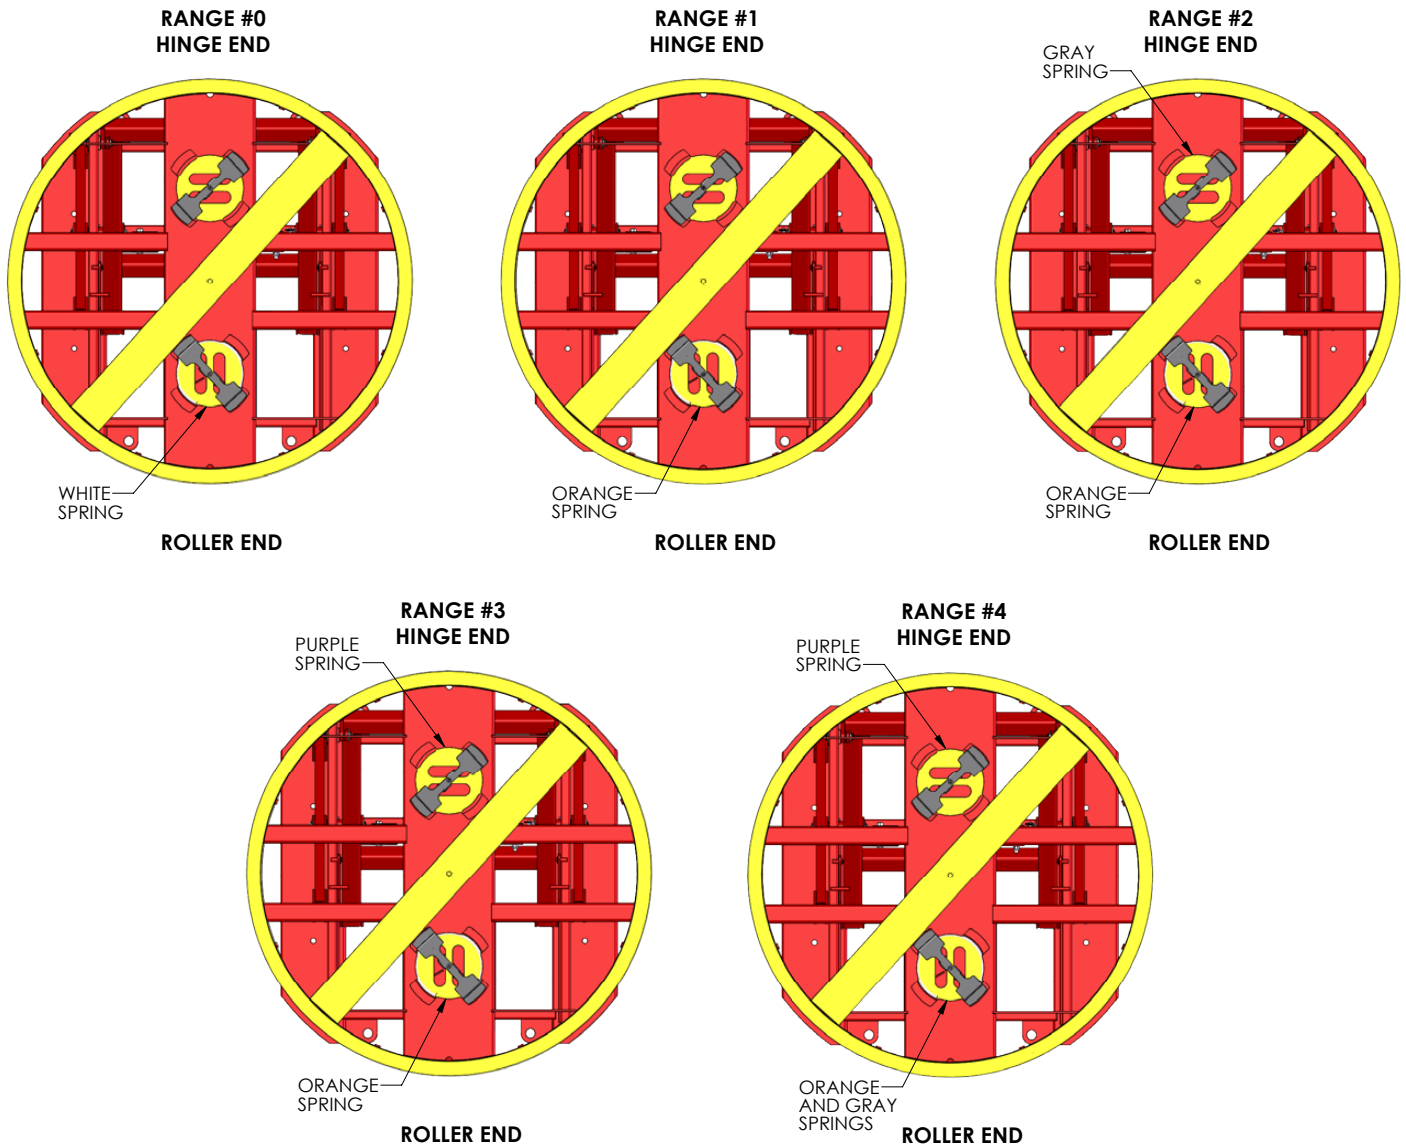 RANGE #0
HINGE END
WHITE
SPRING
ROLLER END
RANGE #1
HINGE END
ORANGE
SPRING
ROLLER END
RANGE #2
HINGE END
GRAY
SPRING
ORANGE
SPRING
ROLLER END
RANGE #3
HINGE END
PURPLE
SPRING
ORANGE
SPRING
ROLLER END
RANGE #4
HINGE END
PURPLE
SPRING
ORANGE
AND GRAY
SPRINGS
ROLLER END